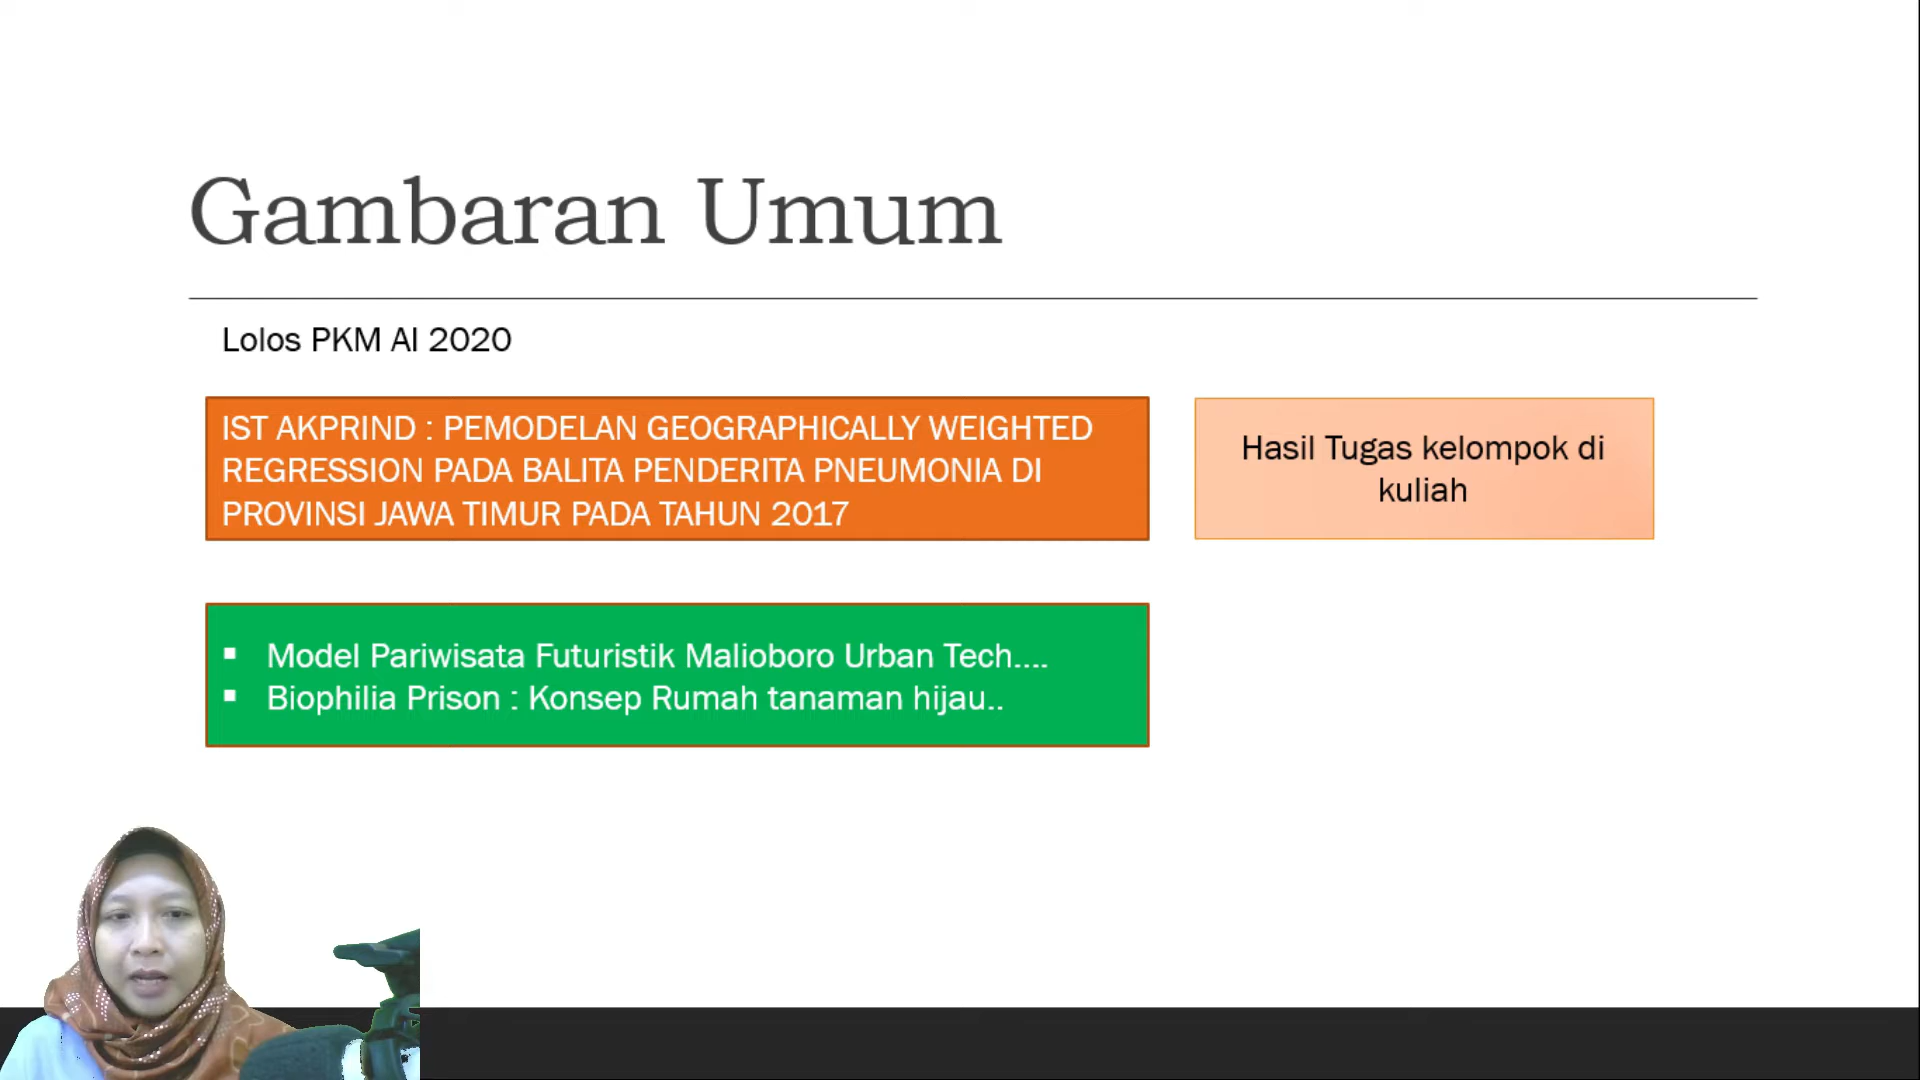 Gambaran Umum
Lolos PKM AI 2020
IST AKPRIND : PEMODELAN GEOGRAPHICALLY WEIGHTED
REGRESSION PADA BALITA PENDERITA PNEUMONIA DI
PROVINSI JAWA TIMUR PADA TAHUN 2017
Hasil Tugas kelompok di
kuliah
▪ Model Pariwisata Futuristik Malioboro Urban Tech....
▪ Biophilia Prison : Konsep Rumah tanaman hijau..